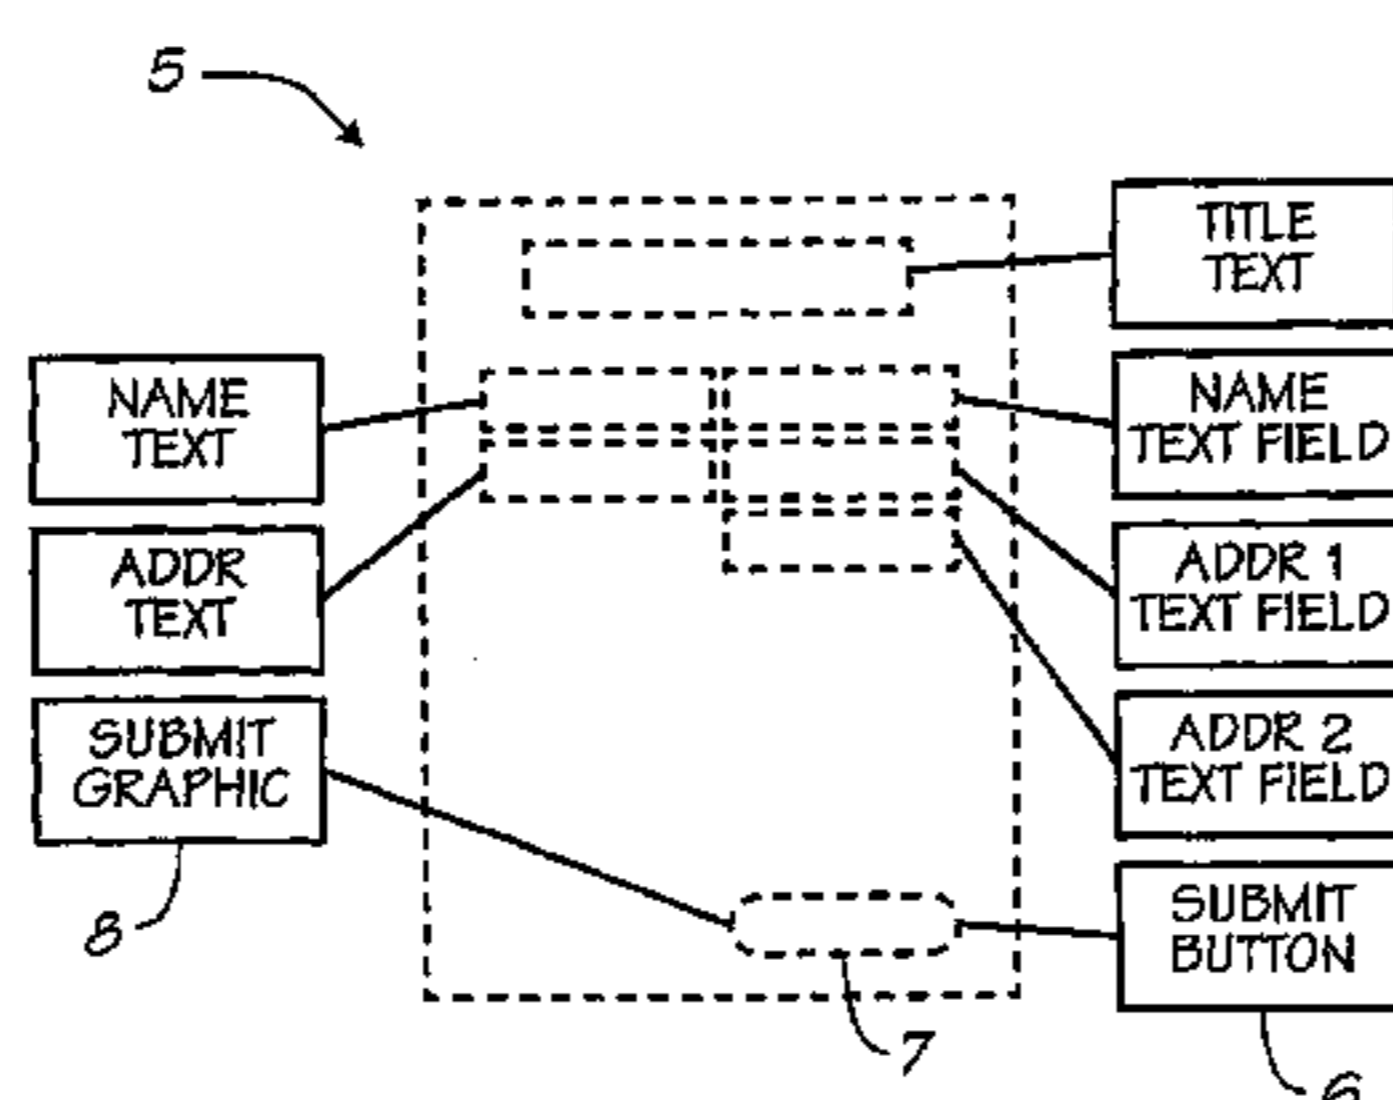 5
TITLE
TEXT
NAME
TEXT
NAME
TEXT FIELD
ADDR
TEXT
ADDR 1
TEXT FIELD
SUBMIT
GRAPHIC
ADDR 2
TEXT FIELD
8
SUBMIT
BUTTON
7
6